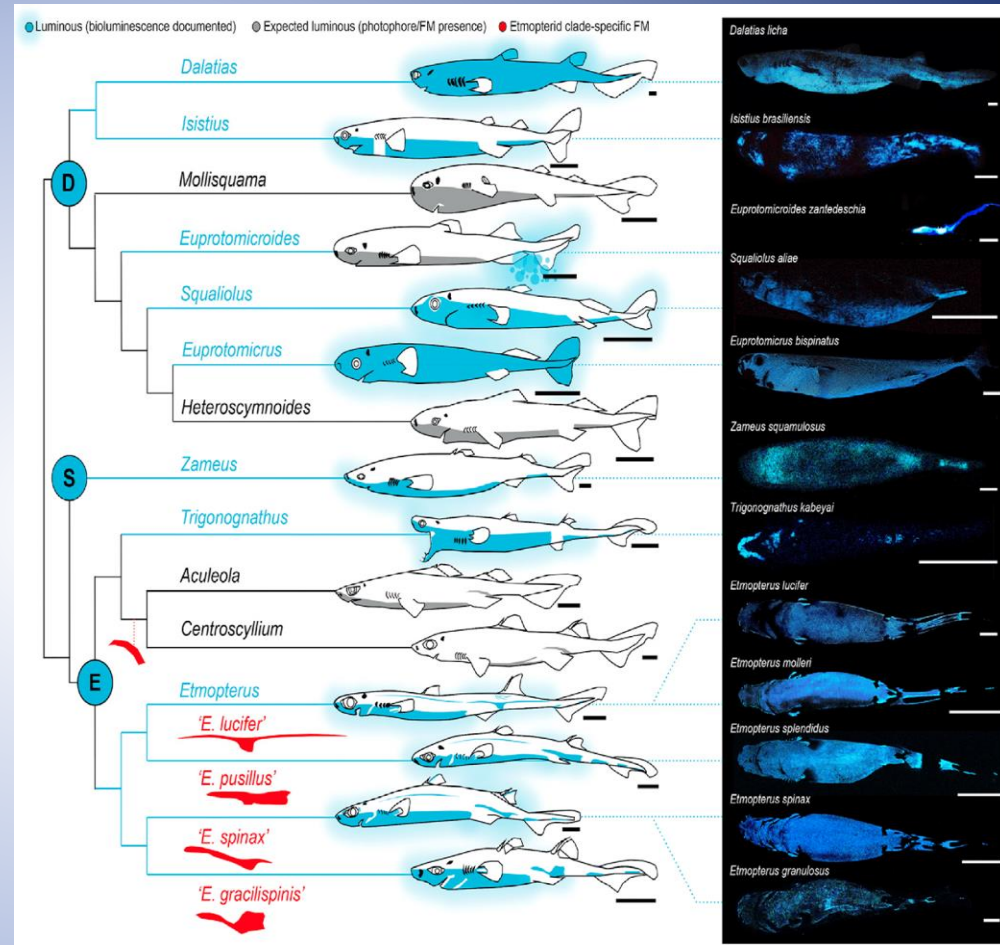 Luminous (bioluminescence documented) Expected luminous (photophore/FM presence) Etmopterid clade-specific FM
Dalatias
Isistius
D
Mollisquama
Euprotomicroides
Squaliolus
Euprotomicrus
Heteroscymnoides
S
Zameus
Trigonognathus
Aculeola
Centroscyllium
E
Etmopterus
'E. lucifer'
'E. pusillus'
'E. spinax'
'E. gracilispinis'
Dalatias licha
Isistius brasiliensis
Euprotomicroides zantedeschia
Squaliolus aliae
Euprotomicrus bispinatus
Zameus squamulosus
Trigonognathus kabeyai
Etmopterus lucifer
Etmopterus molleri
Etmopterus splendidus
Etmopterus spinax
Etmopterus granulosus